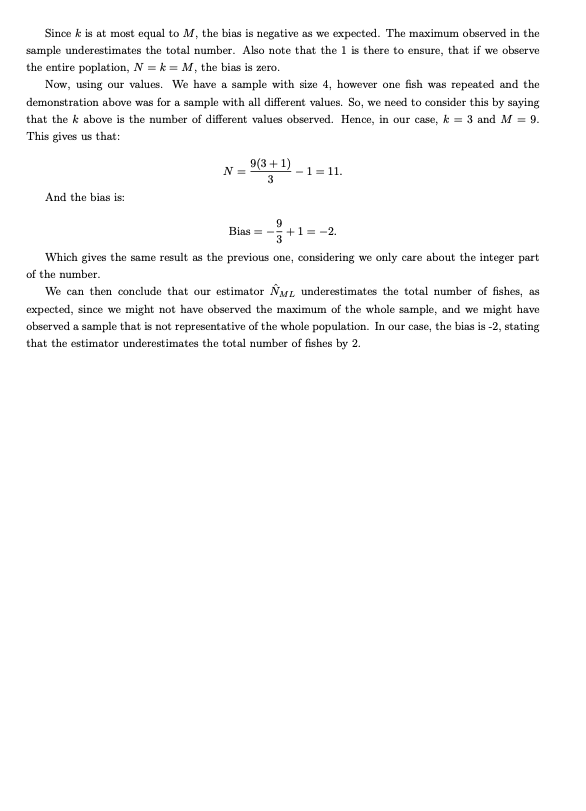 Since k is at most equal to M, the bias is negative as we expected. The maximum observed in the
sample underestimates the total number. Also note that the 1 is there to ensure, that if we observe
the entire poplation, N = k = M, the bias is zero.
Now, using our values. We have a sample with size 4, however one fish was repeated and the
demonstration above was for a sample with all different values. So, we need to consider this by saying
that the k above is the number of different values observed. Hence, in our case, k = 3 and M = 9.
This gives us that:
N = \frac{9(3 + 1)}{3} − 1 = 11.
And the bias is:
Bias = −\frac{9}{3} + 1 = −2.
Which gives the same result as the previous one, considering we only care about the integer part
of the number.
We can then conclude that our estimator \hat{N}_{ML} underestimates the total number of fishes, as
expected, since we might not have observed the maximum of the whole sample, and we might have
observed a sample that is not representative of the whole population. In our case, the bias is -2, stating
that the estimator underestimates the total number of fishes by 2.